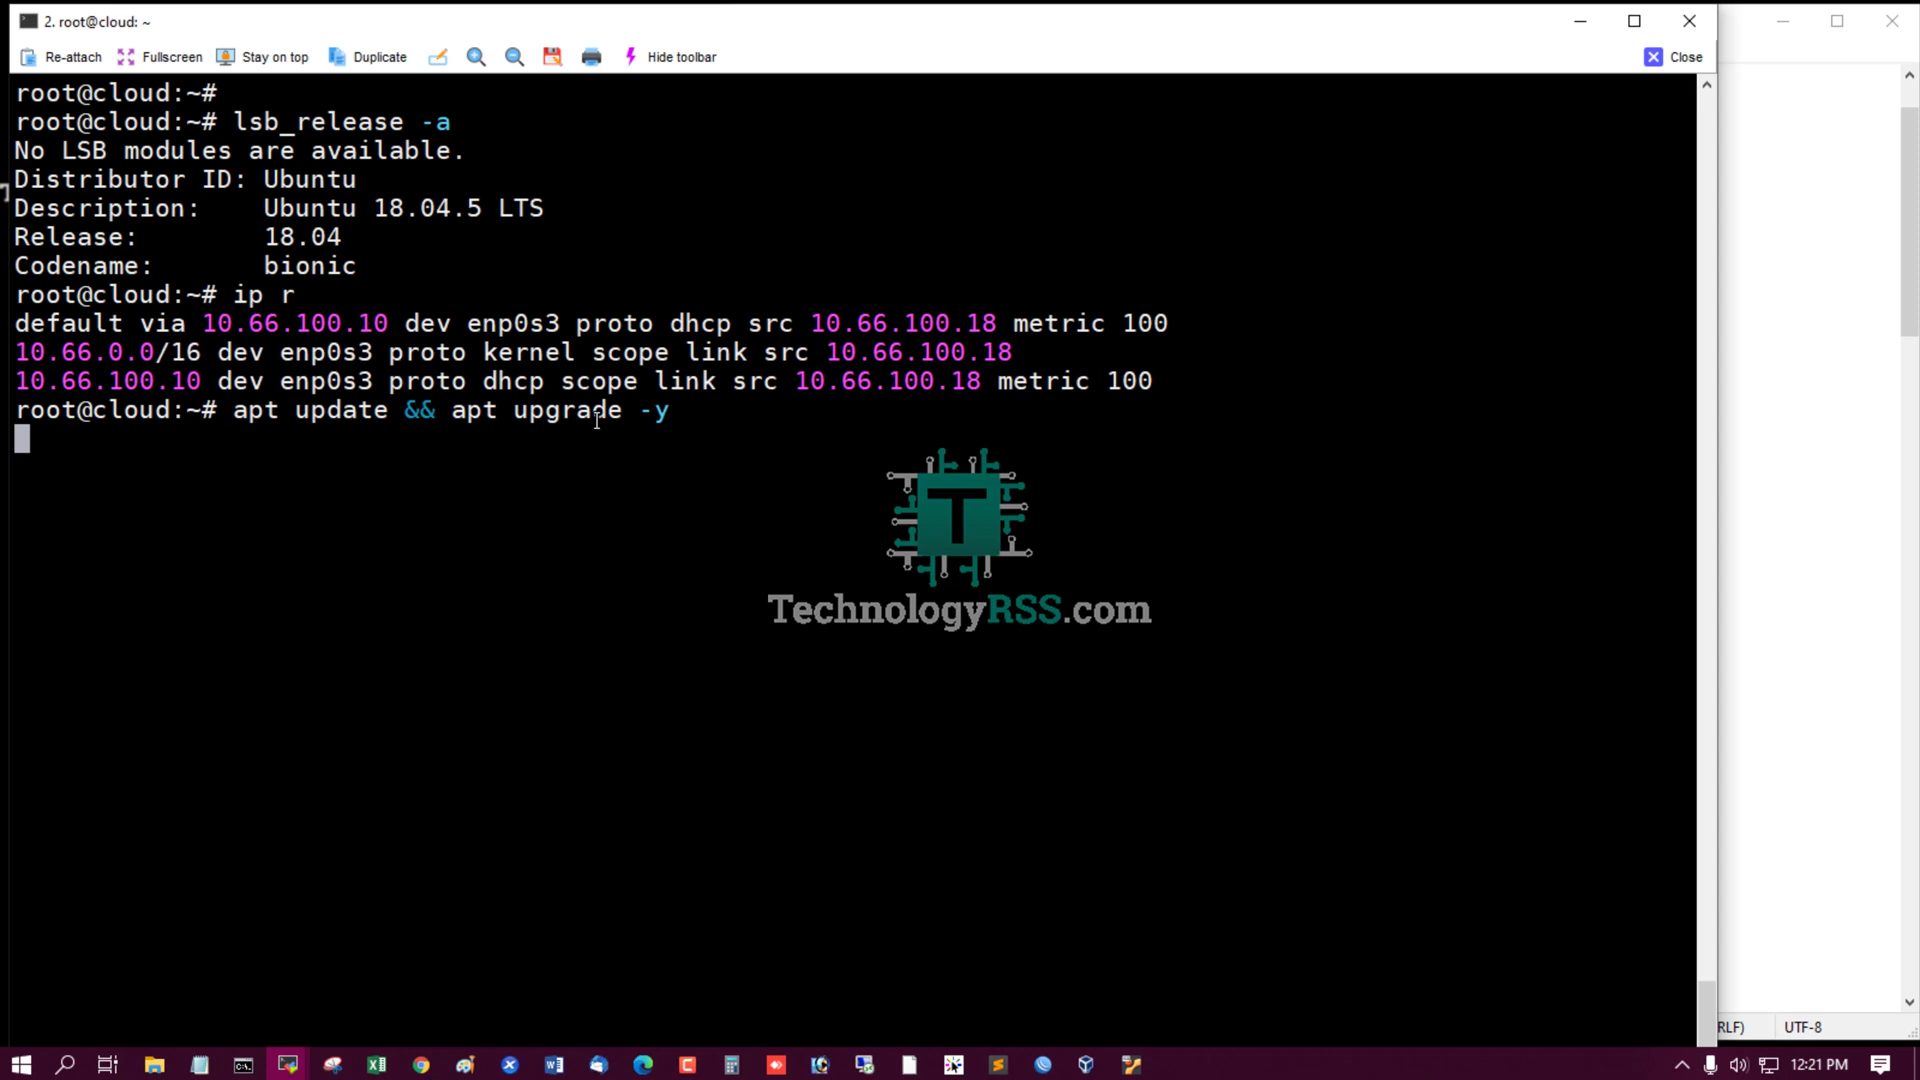 2. root@cloud: ~
Re-attach Fullscreen Stay on top Duplicate Hide toolbar Close
root@cloud:~#
root@cloud:~# lsb_release -a
No LSB modules are available.
Distributor ID: Ubuntu
Description: Ubuntu 18.04.5 LTS
Release: 18.04
Codename: bionic
root@cloud:~# ip r
default via 10.66.100.10 dev enp0s3 proto dhcp src 10.66.100.18 metric 100
10.66.0.0/16 dev enp0s3 proto kernel scope link src 10.66.100.18
10.66.100.10 dev enp0s3 proto dhcp scope link src 10.66.100.18 metric 100
root@cloud:~# apt update && apt upgrade -y
T
TechnologyRSS.com
RLF) UTF-8
12:21 PM